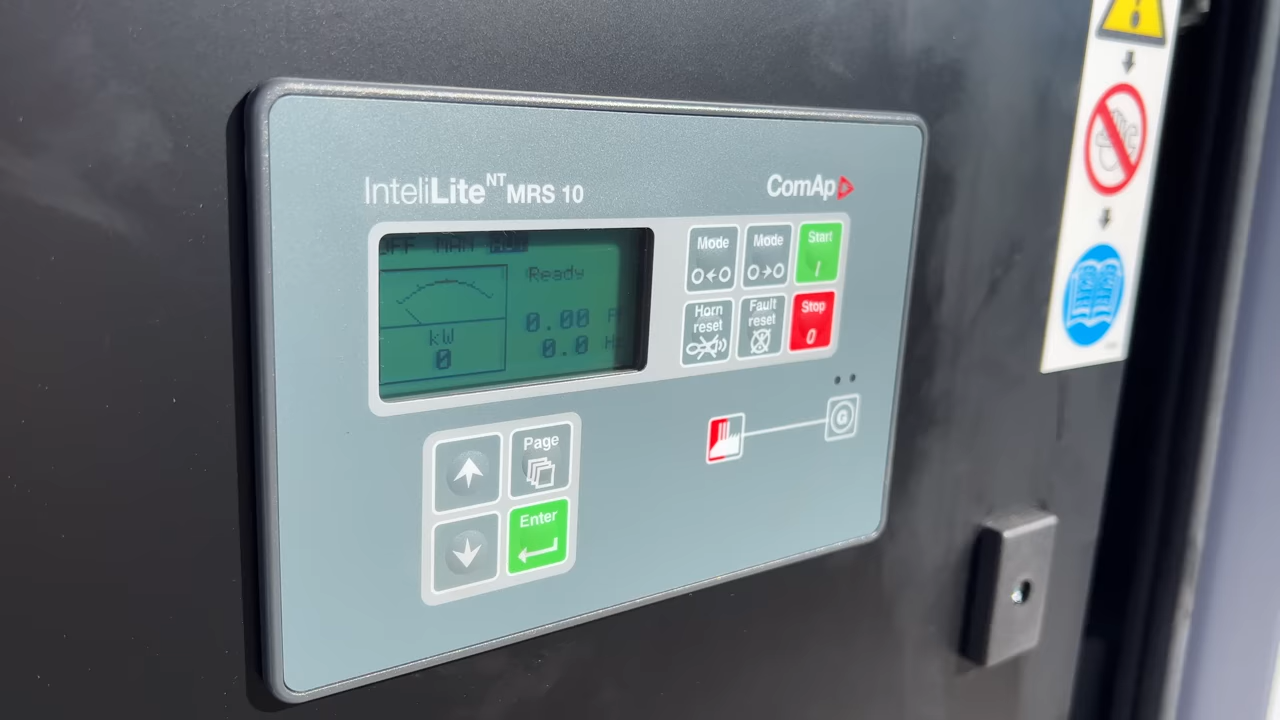 InteliLite NT MRS 10
ComAp
OFF MAN AUT
Ready
0.00
kW
0.0
0
Mode
Mode
Start
I
Horn reset
Fault reset
Stop
0
Page
Enter
G